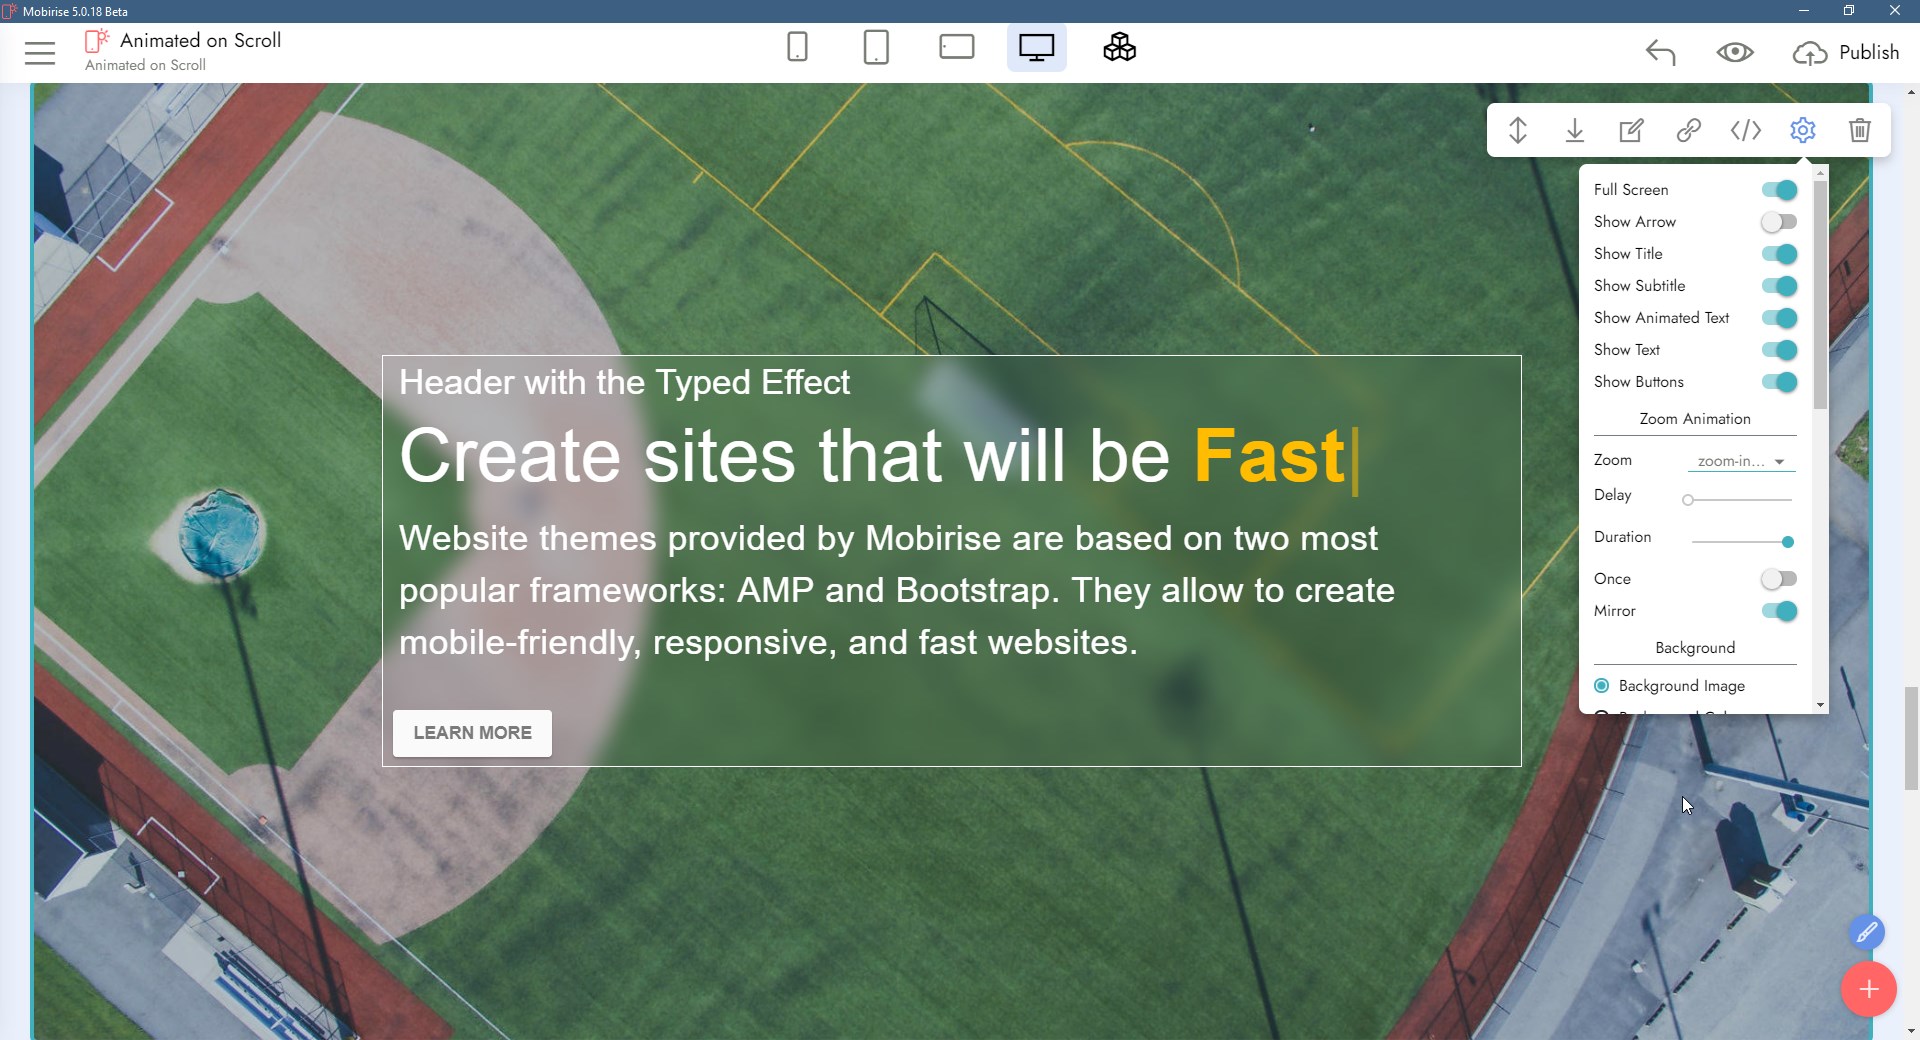 Mobirise 5.0.18 Beta
Animated on Scroll
Animated on Scroll
Publish
Full Screen
Show Arrow
Show Title
Show Subtitle
Show Animated Text
Show Text
Show Buttons
Zoom Animation
Zoom zoom-in...
Delay
Duration
Once
Mirror
Background
Background Image
Header with the Typed Effect
Create sites that will be Fast
Website themes provided by Mobirise are based on two most
popular frameworks: AMP and Bootstrap. They allow to create
mobile-friendly, responsive, and fast websites.
LEARN MORE